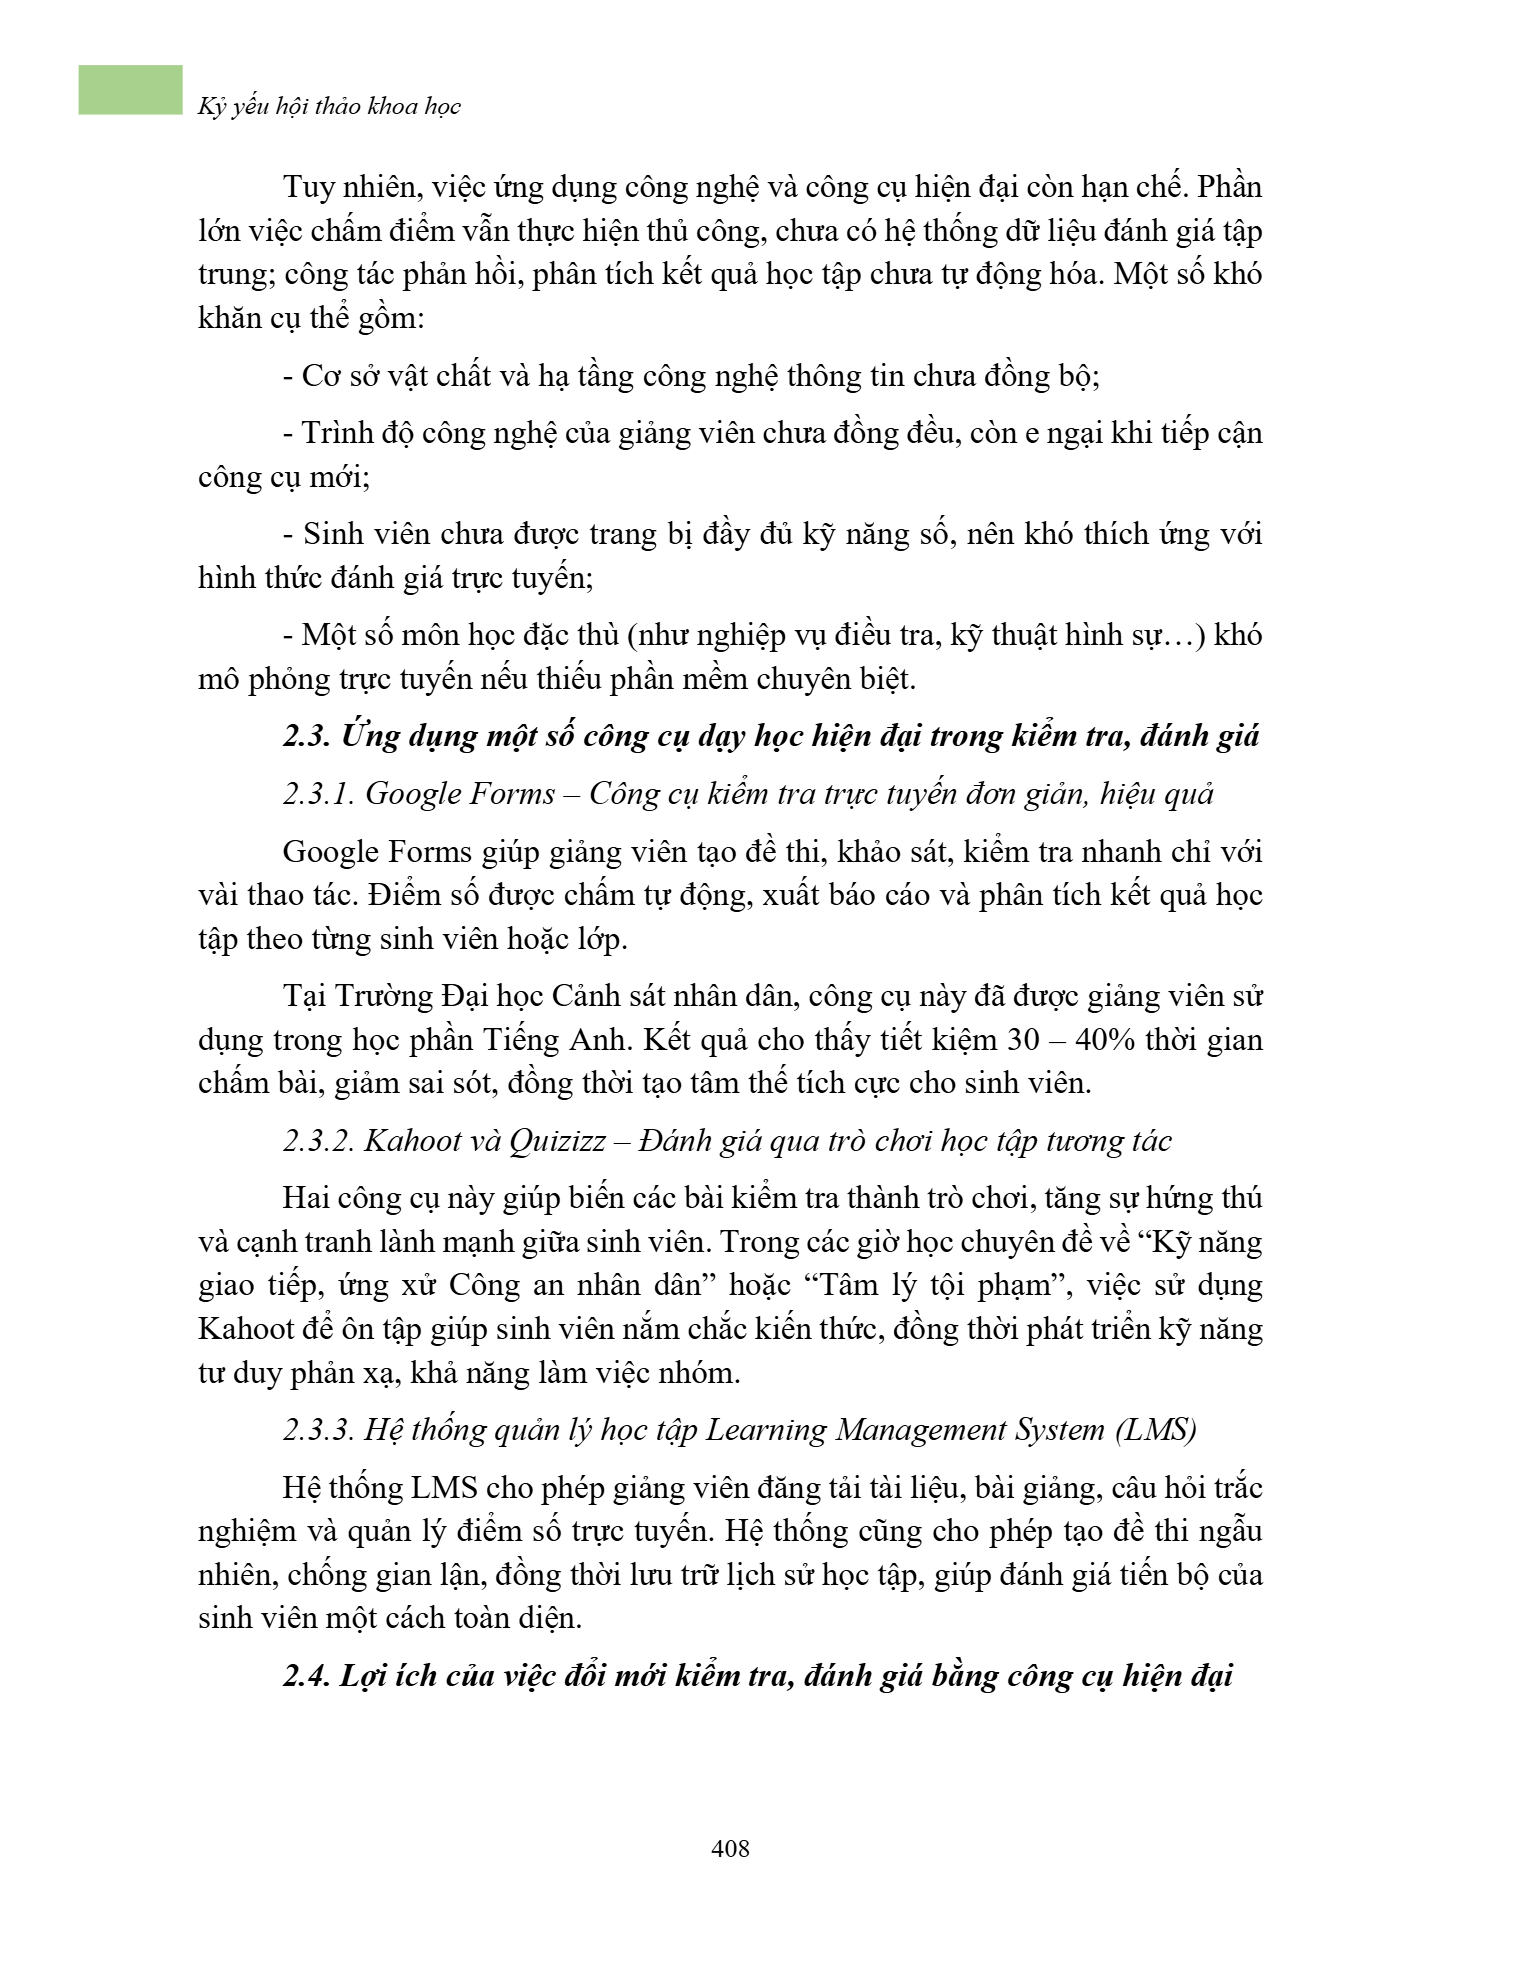 Kỷ yếu hội thảo khoa học
Tuy nhiên, việc ứng dụng công nghệ và công cụ hiện đại còn hạn chế. Phần
lớn việc chấm điểm vẫn thực hiện thủ công, chưa có hệ thống dữ liệu đánh giá tập
trung; công tác phản hồi, phân tích kết quả học tập chưa tự động hóa. Một số khó
khăn cụ thể gồm:
- Cơ sở vật chất và hạ tầng công nghệ thông tin chưa đồng bộ;
- Trình độ công nghệ của giảng viên chưa đồng đều, còn e ngại khi tiếp cận
công cụ mới;
- Sinh viên chưa được trang bị đầy đủ kỹ năng số, nên khó thích ứng với
hình thức đánh giá trực tuyến;
- Một số môn học đặc thù (như nghiệp vụ điều tra, kỹ thuật hình sự…) khó
mô phỏng trực tuyến nếu thiếu phần mềm chuyên biệt.
2.3. Ứng dụng một số công cụ dạy học hiện đại trong kiểm tra, đánh giá
2.3.1. Google Forms – Công cụ kiểm tra trực tuyến đơn giản, hiệu quả
Google Forms giúp giảng viên tạo đề thi, khảo sát, kiểm tra nhanh chỉ với
vài thao tác. Điểm số được chấm tự động, xuất báo cáo và phân tích kết quả học
tập theo từng sinh viên hoặc lớp.
Tại Trường Đại học Cảnh sát nhân dân, công cụ này đã được giảng viên sử
dụng trong học phần Tiếng Anh. Kết quả cho thấy tiết kiệm 30 – 40% thời gian
chấm bài, giảm sai sót, đồng thời tạo tâm thế tích cực cho sinh viên.
2.3.2. Kahoot và Quizizz – Đánh giá qua trò chơi học tập tương tác
Hai công cụ này giúp biến các bài kiểm tra thành trò chơi, tăng sự hứng thú
và cạnh tranh lành mạnh giữa sinh viên. Trong các giờ học chuyên đề về “Kỹ năng
giao tiếp, ứng xử Công an nhân dân” hoặc “Tâm lý tội phạm”, việc sử dụng
Kahoot để ôn tập giúp sinh viên nắm chắc kiến thức, đồng thời phát triển kỹ năng
tư duy phản xạ, khả năng làm việc nhóm.
2.3.3. Hệ thống quản lý học tập Learning Management System (LMS)
Hệ thống LMS cho phép giảng viên đăng tải tài liệu, bài giảng, câu hỏi trắc
nghiệm và quản lý điểm số trực tuyến. Hệ thống cũng cho phép tạo đề thi ngẫu
nhiên, chống gian lận, đồng thời lưu trữ lịch sử học tập, giúp đánh giá tiến bộ của
sinh viên một cách toàn diện.
2.4. Lợi ích của việc đổi mới kiểm tra, đánh giá bằng công cụ hiện đại
408